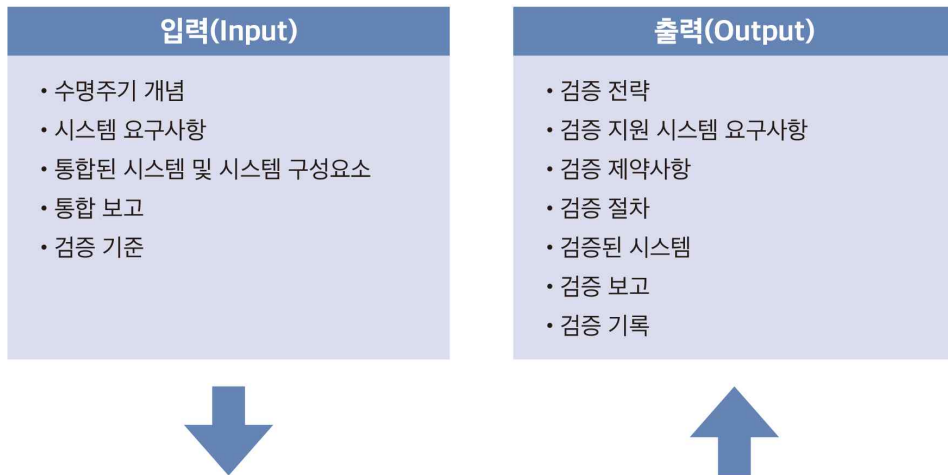 입력(Input)
• 수명주기 개념
• 시스템 요구사항
• 통합된 시스템 및 시스템 구성요소
• 통합 보고
• 검증 기준
출력(Output)
• 검증 전략
• 검증 지원 시스템 요구사항
• 검증 제약사항
• 검증 절차
• 검증된 시스템
• 검증 보고
• 검증 기록